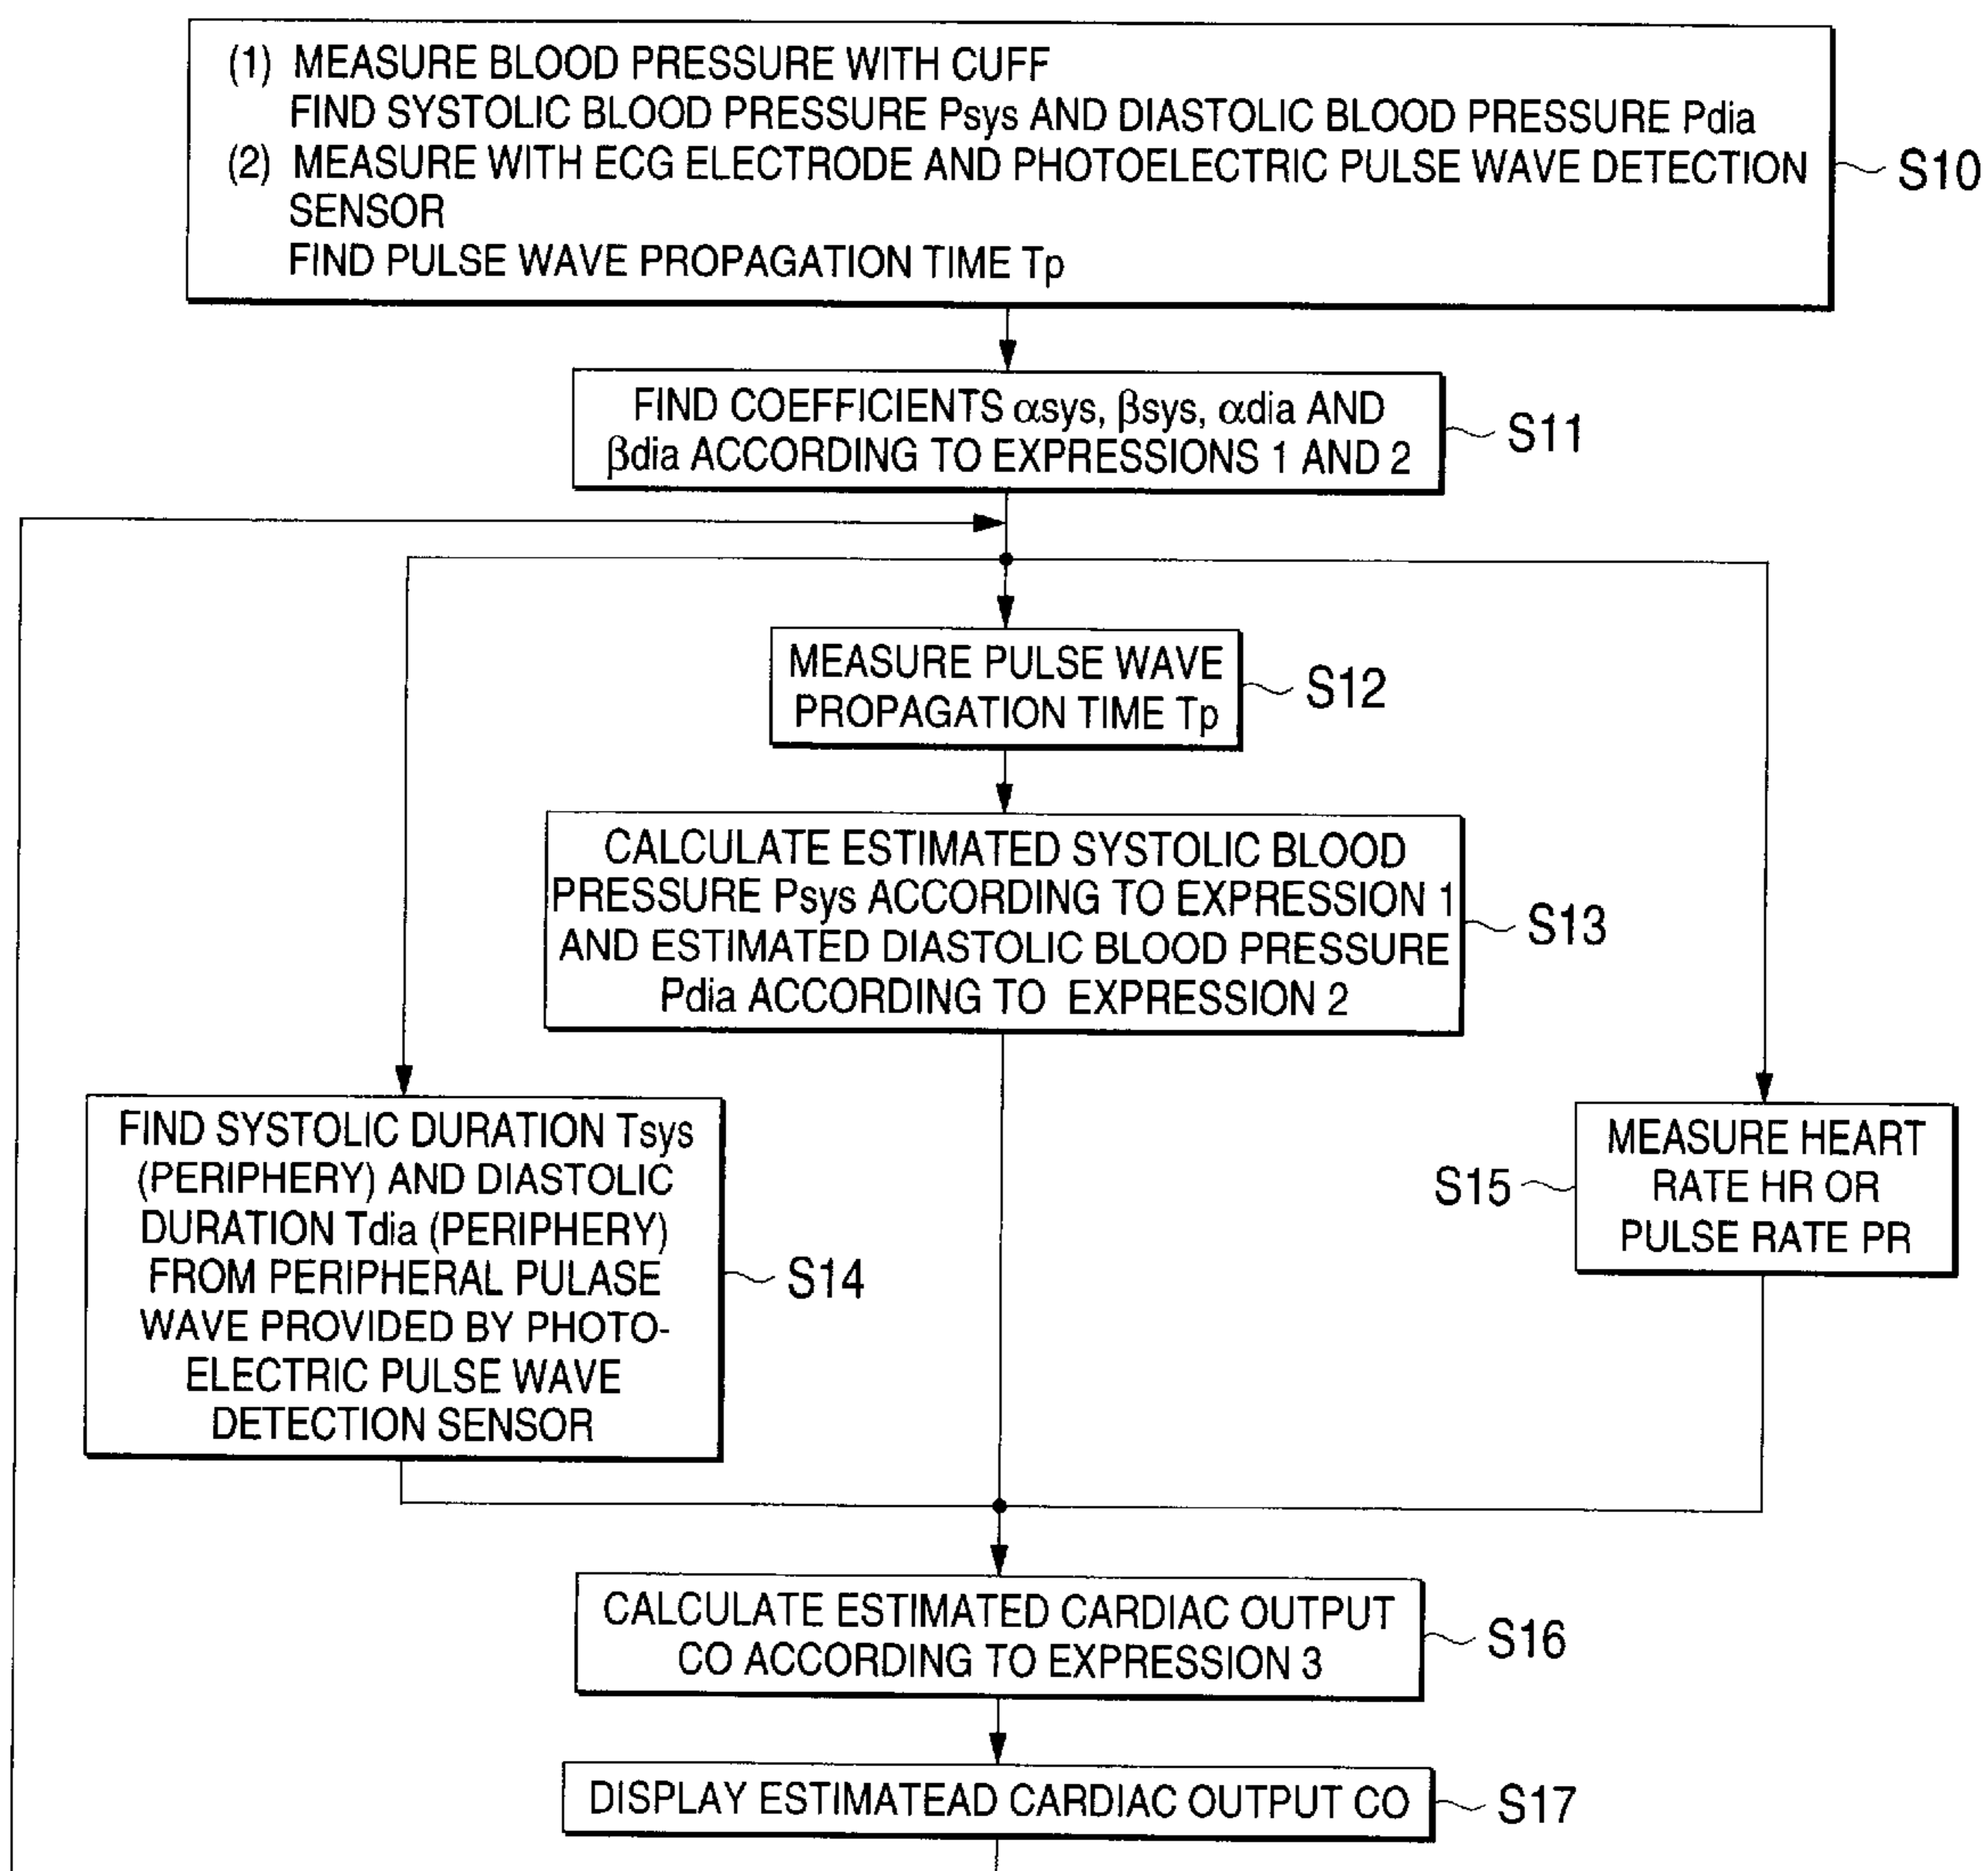 (1) MEASURE BLOOD PRESSURE WITH CUFF
FIND SYSTOLIC BLOOD PRESSURE Psys AND DIASTOLIC BLOOD PRESSURE Pdia
(2) MEASURE WITH ECG ELECTRODE AND PHOTOELECTRIC PULSE WAVE DETECTION
SENSOR
FIND PULSE WAVE PROPAGATION TIME Tp
S10
FIND COEFFICIENTS αsys, βsys, αdia AND
βdia ACCORDING TO EXPRESSIONS 1 AND 2
S11
MEASURE PULSE WAVE
PROPAGATION TIME Tp
S12
CALCULATE ESTIMATED SYSTOLIC BLOOD
PRESSURE Psys ACCORDING TO EXPRESSION 1
AND ESTIMATED DIASTOLIC BLOOD PRESSURE
Pdia ACCORDING TO EXPRESSION 2
S13
FIND SYSTOLIC DURATION Tsys
(PERIPHERY) AND DIASTOLIC
DURATION Tdia (PERIPHERY)
FROM PERIPHERAL PULASE
WAVE PROVIDED BY PHOTO-
ELECTRIC PULSE WAVE
DETECTION SENSOR
S14
MEASURE HEART
RATE HR OR
PULSE RATE PR
S15
CALCULATE ESTIMATED CARDIAC OUTPUT
CO ACCORDING TO EXPRESSION 3
S16
DISPLAY ESTIMATEAD CARDIAC OUTPUT CO
S17